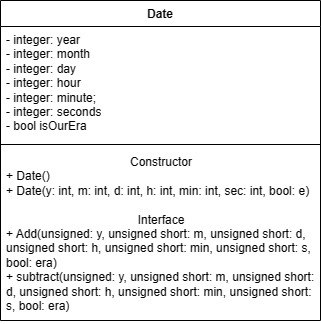 Date
- integer: year
- integer: month
- integer: day
- integer: hour
- integer: minute;
- integer: seconds
- bool isOurEra
Constructor
+ Date()
+ Date(y: int, m: int, d: int, h: int, min: int, sec: int, bool: e)
Interface
+ Add(unsigned: y, unsigned short: m, unsigned short: d,
unsigned short: h, unsigned short: min, unsigned short: s,
bool: era)
+ subtract(unsigned: y, unsigned short: m, unsigned short:
d, unsigned short: h, unsigned short: min, unsigned short:
s, bool: era)